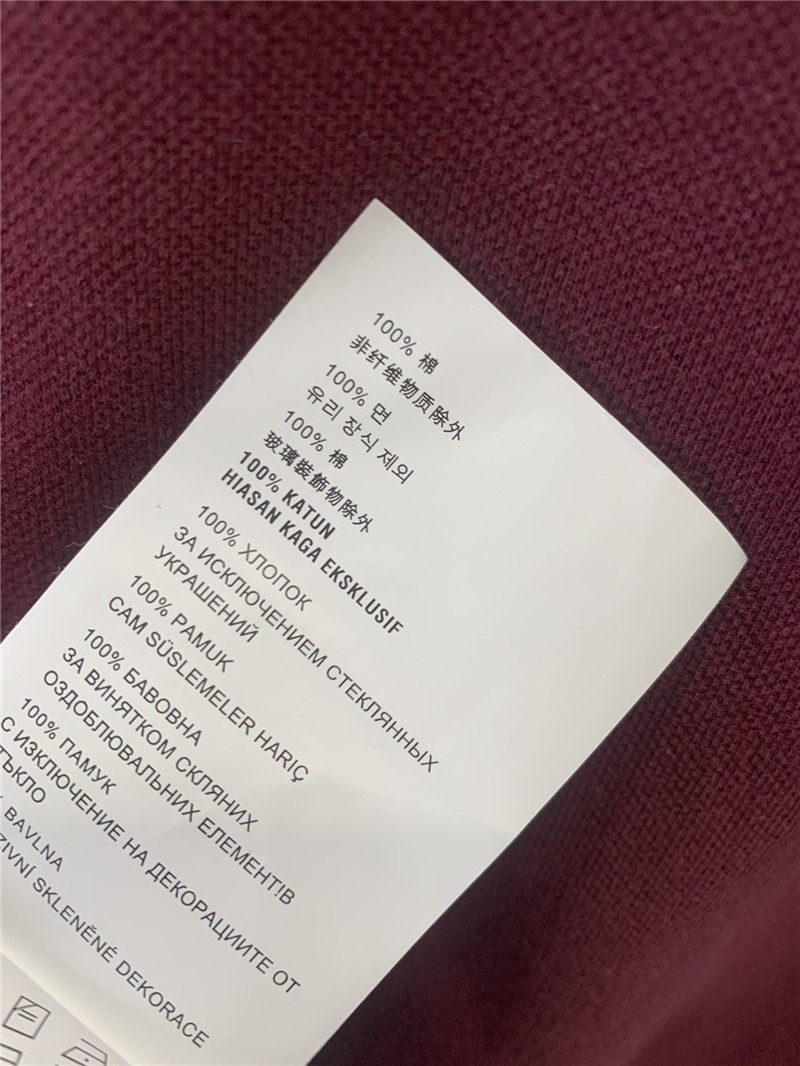 100% 棉
非纤维物质除外
100% 면
유리 장식 제외
100% 棉
玻璃裝飾物除外
100% KATUN
HIASAN KAGA EKSKLUSIF
100% ХЛОПОК
ЗА ИСКЛЮЧЕНИЕМ СТЕКЛЯННЫХ
УКРАШЕНИЙ
100% PAMUK
CAM SÜSLEMELER HARIÇ
100% БАВОВНА
ЗА ВИНЯТКОМ СКЛЯНИХ
ОЗДОБЛЮВАЛЬНИХ ЕЛЕМЕНТІВ
100% ПАМУК
С ИЗКЛЮЧЕНИЕ НА ДЕКОРАЦИИТЕ ОТ
ТЪКЛО
BAVLNA
SKLENĚNÉ DEKORACE